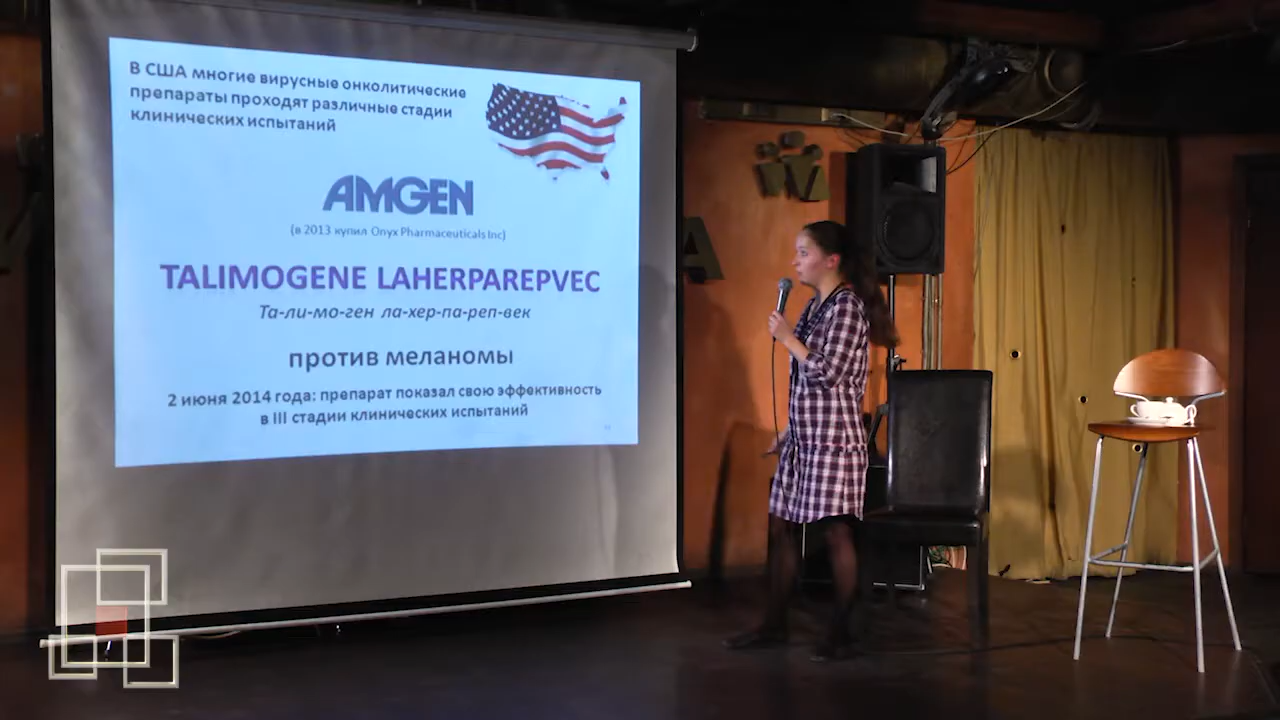 В США многие вирусные онколитические
препараты проходят различные стадии
клинических испытаний
AMGEN
(в 2013 купил Onyx Pharmaceuticals Inc)
TALIMOGENE LAHERPAREPVEC
Та-ли-мо-ген ла-хер-па-реп-век
против меланомы
2 июня 2014 года: препарат показал свою эффективность
в III стадии клинических испытаний